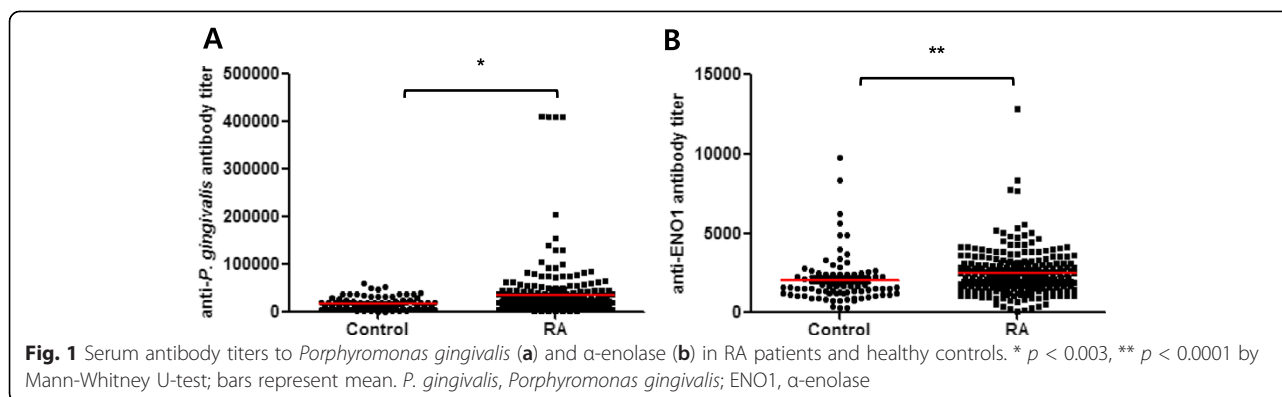 A
*
500000
400000
300000
200000
100000
0
anti-P. gingivalis antibody titer
Control
RA
B
**
15000
10000
5000
0
anti-ENO1 antibody titer
Control
RA
Fig. 1 Serum antibody titers to Porphyromonas gingivalis (a) and α-enolase (b) in RA patients and healthy controls. * p < 0.003, ** p < 0.0001 by
Mann-Whitney U-test; bars represent mean. P. gingivalis, Porphyromonas gingivalis; ENO1, α-enolase